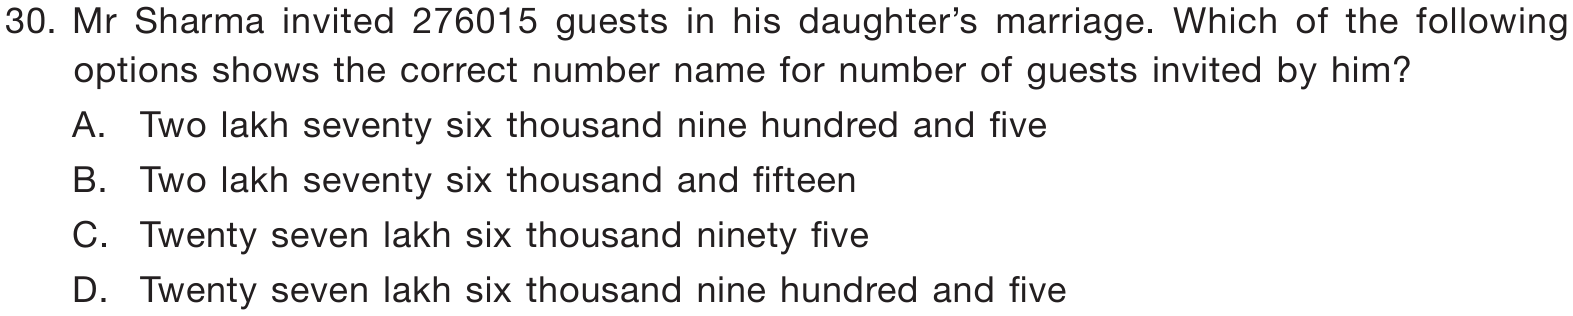 30. Mr Sharma invited 276015 guests in his daughter’s marriage. Which of the following
options shows the correct number name for number of guests invited by him?
A. Two lakh seventy six thousand nine hundred and five
B. Two lakh seventy six thousand and fifteen
C. Twenty seven lakh six thousand ninety five
D. Twenty seven lakh six thousand nine hundred and five